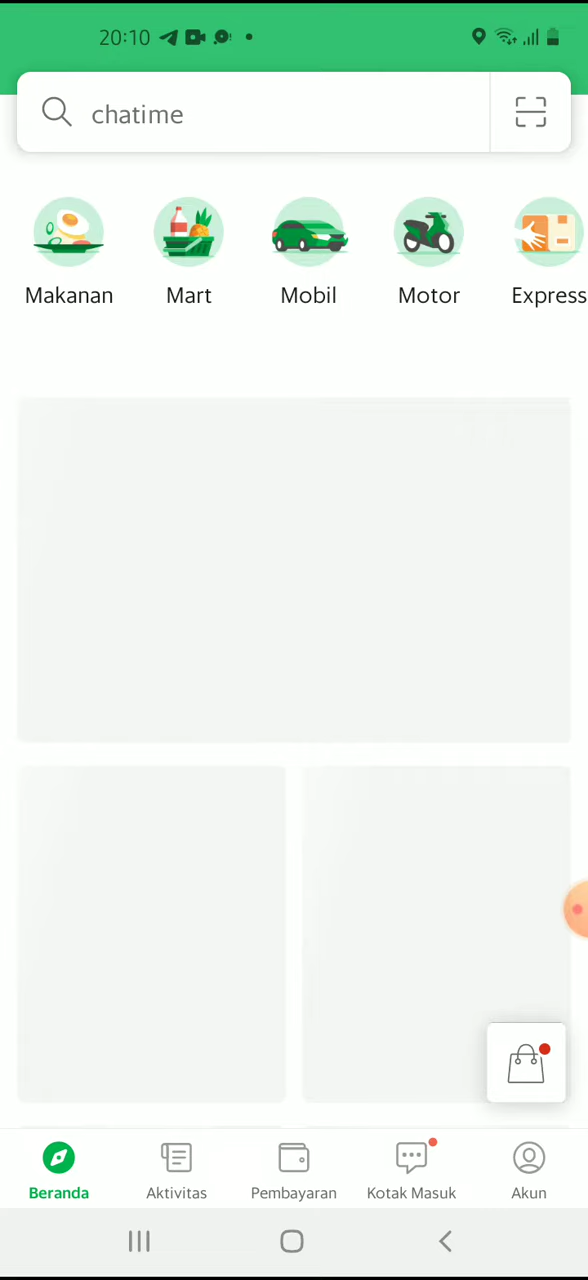 20:10
chatime
Makanan
Mart
Mobil
Motor
Express
Beranda
Aktivitas
Pembayaran
Kotak Masuk
Akun